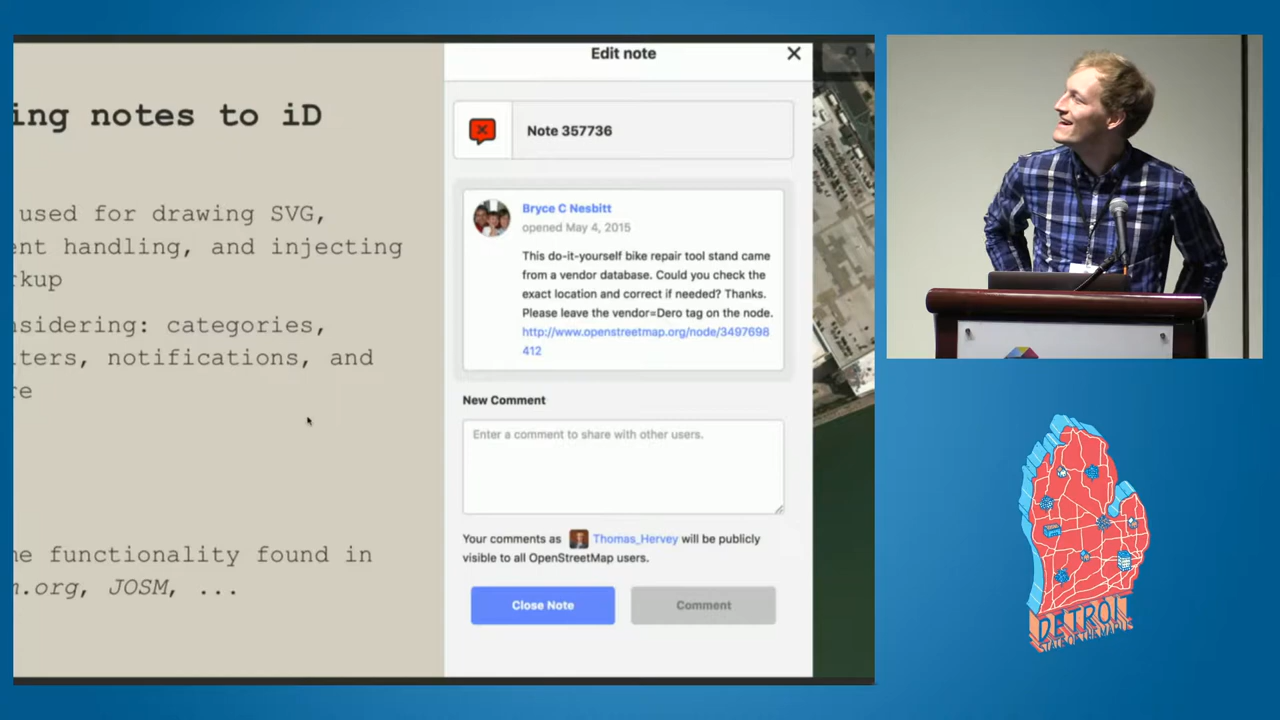 ing notes to iD
used for drawing SVG,
ent handling, and injecting
rkup
nsidering: categories,
lters, notifications, and
re
ne functionality found in
m.org, JOSM, ...
Edit note
Note 357736
Bryce C Nesbitt
opened May 4, 2015
This do-it-yourself bike repair tool stand came
from a vendor database. Could you check the
exact location and correct if needed? Thanks.
Please leave the vendor=Dero tag on the node.
http://www.openstreetmap.org/node/3497698
412
New Comment
Enter a comment to share with other users.
Your comments as Thomas_Hervey will be publicly
visible to all OpenStreetMap users.
Close Note
Comment
DETROIT
STATE OF THE MAP US